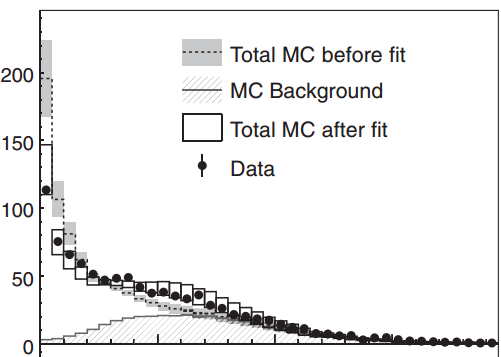 200
150
100
50
0
Total MC before fit
MC Background
Total MC after fit
Data